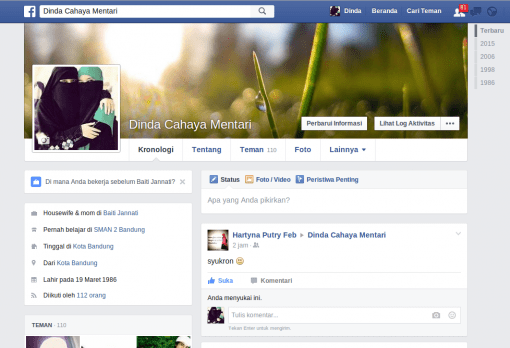 Dinda Cahaya Mentari
Dinda
Beranda
Cari Teman
81
Terbaru
2015
2006
1998
1986
Dinda Cahaya Mentari
Perbarui Informasi
Lihat Log Aktivitas
Kronologi
Tentang
Teman 110
Foto
Lainnya
Di mana Anda bekerja sebelum Baiti Jannati?
Housewife & mom di Baiti Jannati
Pernah belajar di SMAN 2 Bandung
Tinggal di Kota Bandung
Dari Kota Bandung
Lahir pada 19 Maret 1986
Diikuti oleh 112 orang
TEMAN · 110
Status
Foto / Video
Peristiwa Penting
Apa yang Anda pikirkan?
Hartyna Putry Feb ▸ Dinda Cahaya Mentari
2 jam ·
syukron
Suka
Komentari
Anda menyukai ini.
Tulis komentar...
Tekan Enter untuk mengirim.